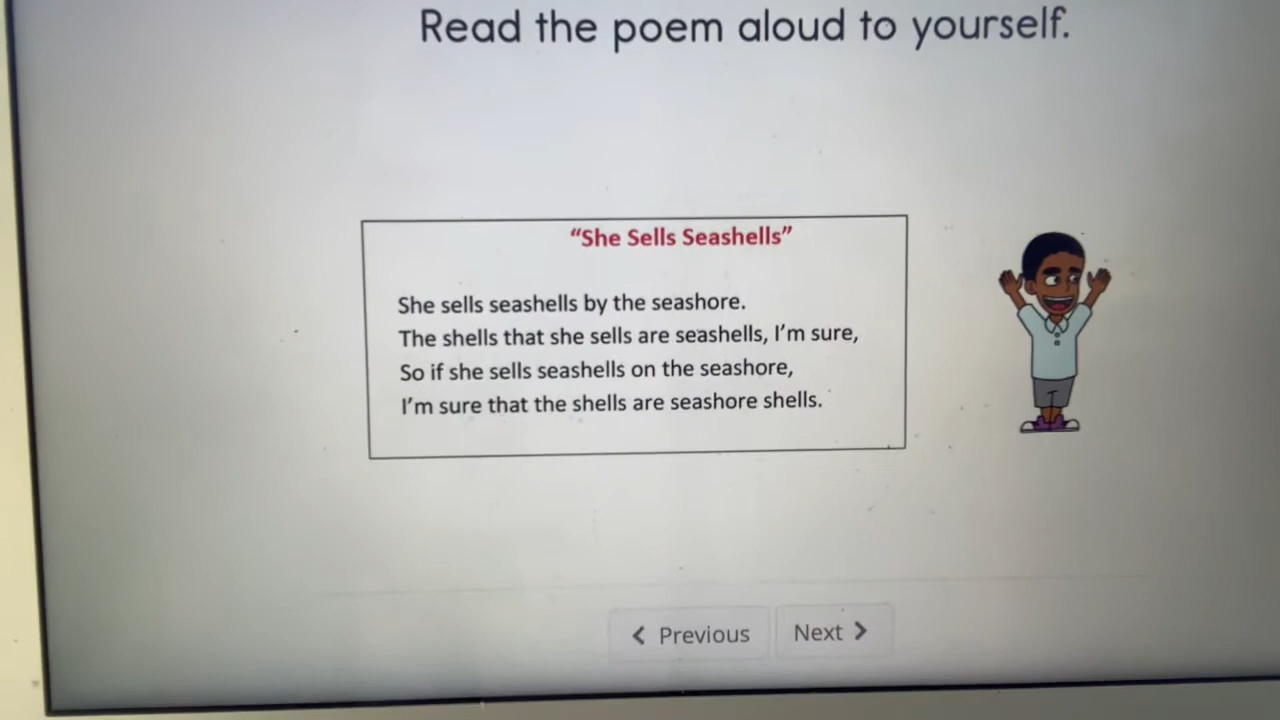 Read the poem aloud to yourself.
“She Sells Seashells”
She sells seashells by the seashore.
The shells that she sells are seashells, I’m sure,
So if she sells seashells on the seashore,
I’m sure that the shells are seashore shells.
Previous
Next